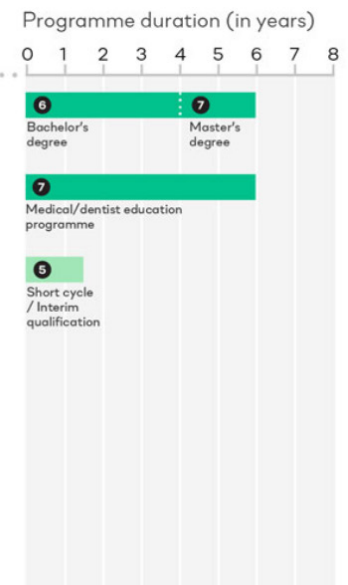 Programme duration (in years)
0 1 2 3 4 5 6 7 8
6 7
Bachelor's degree
Master's degree
7
Medical/dentist education
programme
5
Short cycle
/ Interim
qualification